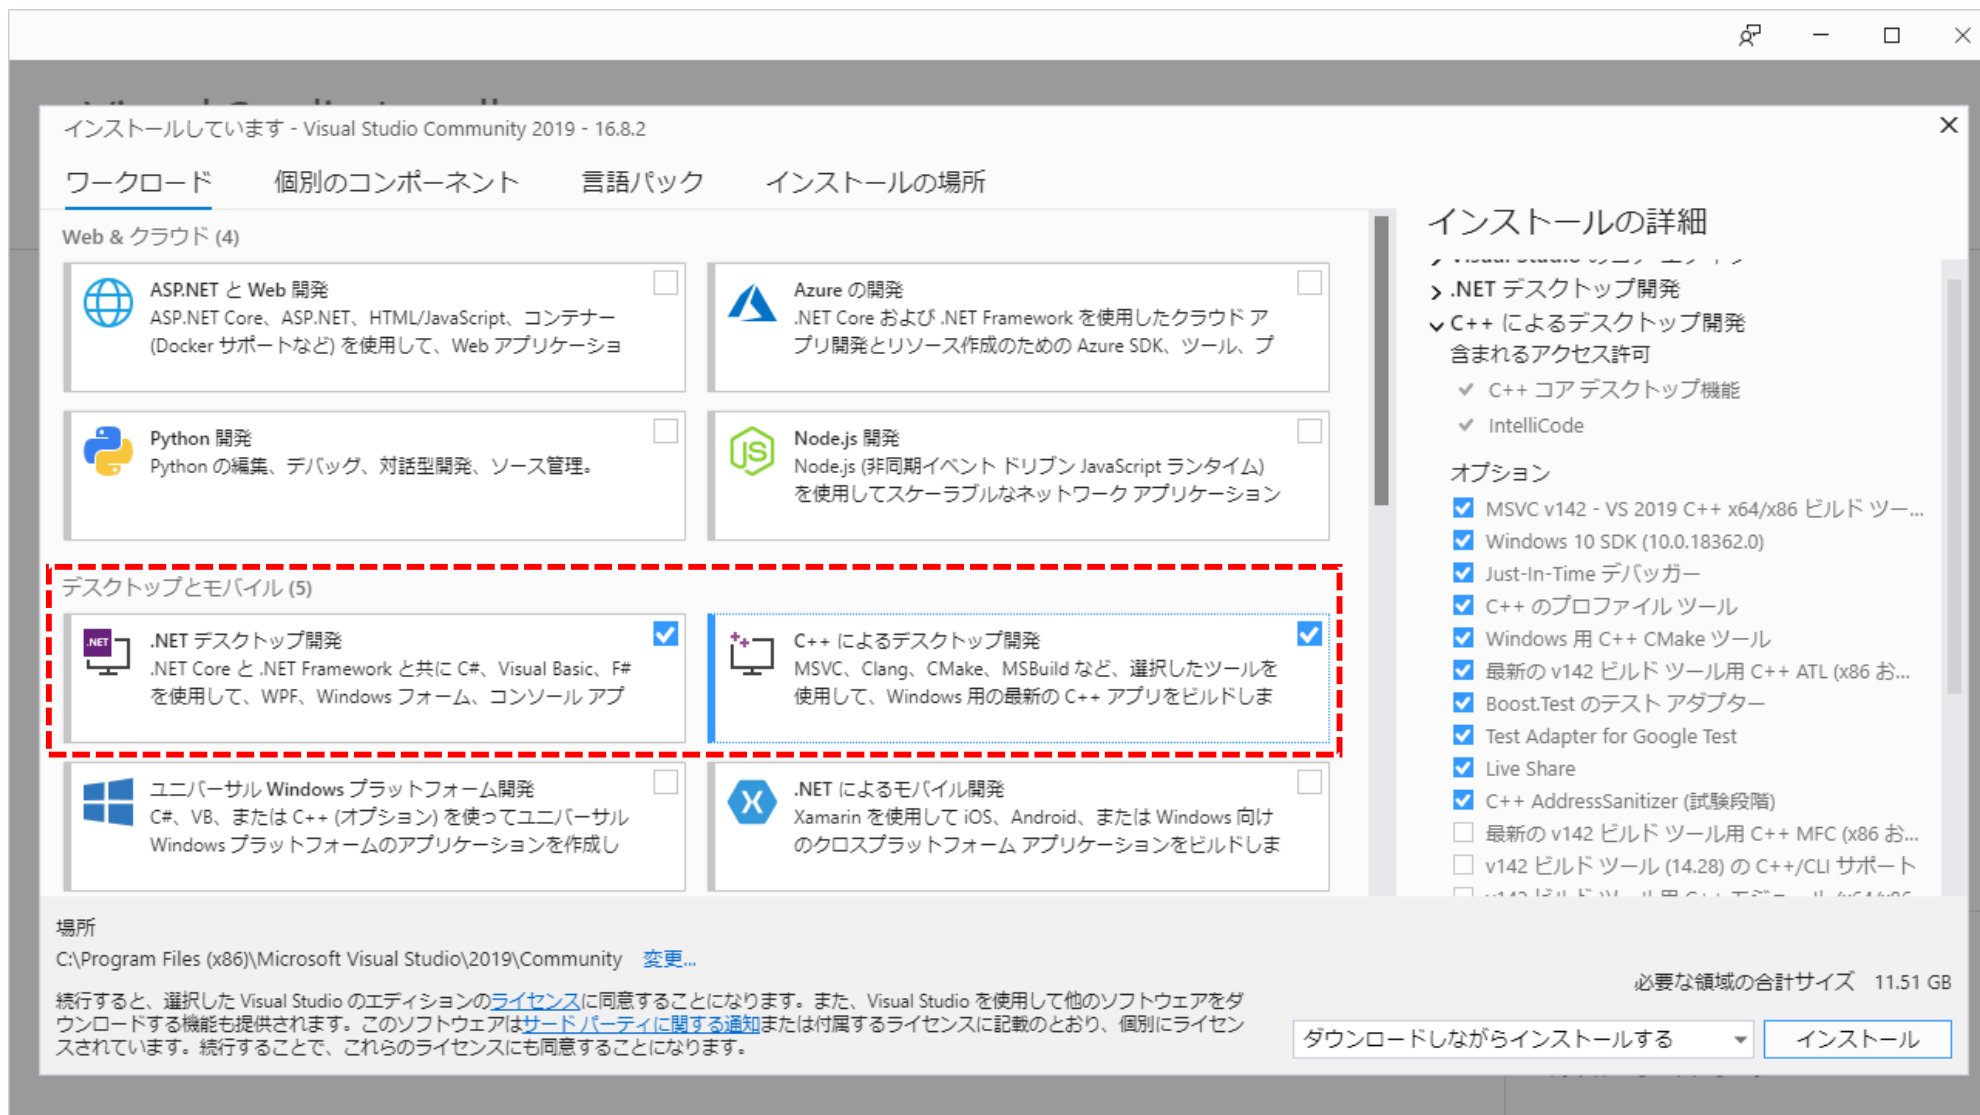 インストールしています - Visual Studio Community 2019 - 16.8.2
ワークロード 個別のコンポーネント 言語パック インストールの場所
Web & クラウド (4)
ASP.NET と Web 開発
ASP.NET Core、ASP.NET、HTML/JavaScript、コンテナー
(Docker サポートなど) を使用して、Web アプリケーショ
Azure の開発
.NET Core および .NET Framework を使用したクラウド ア
プリ開発とリソース作成のための Azure SDK、ツール、プ
Python 開発
Python の編集、デバッグ、対話型開発、ソース管理。
Node.js 開発
Node.js (非同期イベント ドリブン JavaScript ランタイム)
を使用してスケーラブルなネットワーク アプリケーション
デスクトップとモバイル (5)
.NET
.NET デスクトップ開発
.NET Core と .NET Framework と共に C#、Visual Basic、F#
を使用して、WPF、Windows フォーム、コンソール アプ
C++ によるデスクトップ開発
MSVC、Clang、CMake、MSBuild など、選択したツールを
使用して、Windows 用の最新の C++ アプリをビルドしま
ユニバーサル Windows プラットフォーム開発
C#、VB、または C++ (オプション) を使ってユニバーサル
Windows プラットフォームのアプリケーションを作成し
.NET によるモバイル開発
Xamarin を使用して iOS、Android、または Windows 向け
のクロスプラットフォーム アプリケーションをビルドしま
インストールの詳細
.NET デスクトップ開発
C++ によるデスクトップ開発
含まれるアクセス許可
C++ コア デスクトップ機能
IntelliCode
オプション
MSVC v142 - VS 2019 C++ x64/x86 ビルド ツー...
Windows 10 SDK (10.0.18362.0)
Just-In-Time デバッガー
C++ のプロファイル ツール
Windows 用 C++ CMake ツール
最新の v142 ビルド ツール用 C++ ATL (x86 お...
Boost.Test のテスト アダプター
Test Adapter for Google Test
Live Share
C++ AddressSanitizer (試験段階)
最新の v142 ビルド ツール用 C++ MFC (x86 お...
v142 ビルド ツール (14.28) の C++/CLI サポート
場所
C:\Program Files (x86)\Microsoft Visual Studio\2019\Community 変更...
続行すると、選択した Visual Studio のエディションのライセンスに同意することになります。また、Visual Studio を使用して他のソフトウェアをダ
ウンロードする機能も提供されます。このソフトウェアはサード パーティに関する通知または付属するライセンスに記載のとおり、個別にライセン
スされています。続行することで、これらのライセンスにも同意することになります。
必要な領域の合計サイズ 11.51 GB
ダウンロードしながらインストールする インストール